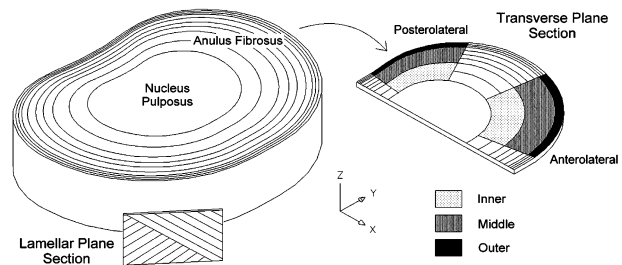 Anulus Fibrosus
Nucleus
Pulposus
Lamellar Plane
Section
Posterolateral
Transverse Plane
Section
Anterolateral
Z
Y
X
Inner
Middle
Outer